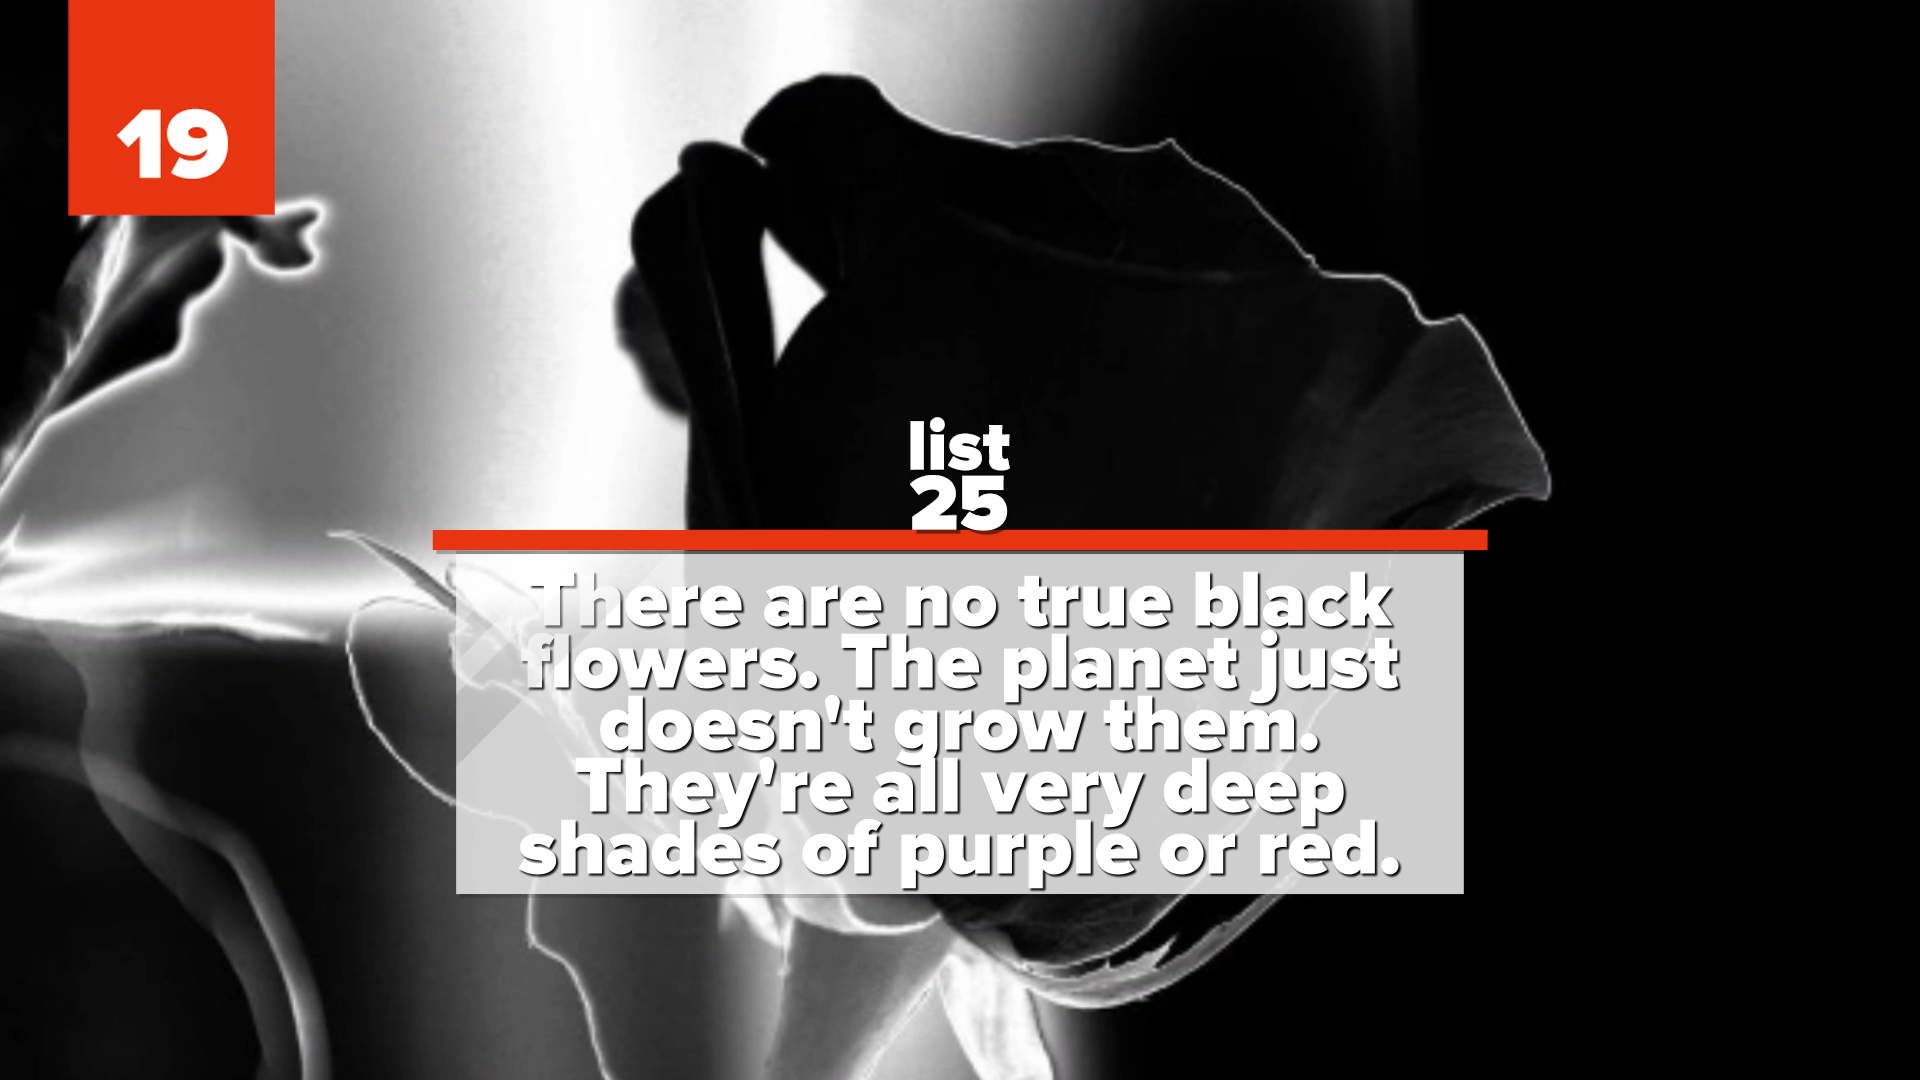 19
list
25
There are no true black
flowers. The planet just
doesn't grow them.
They're all very deep
shades of purple or red.